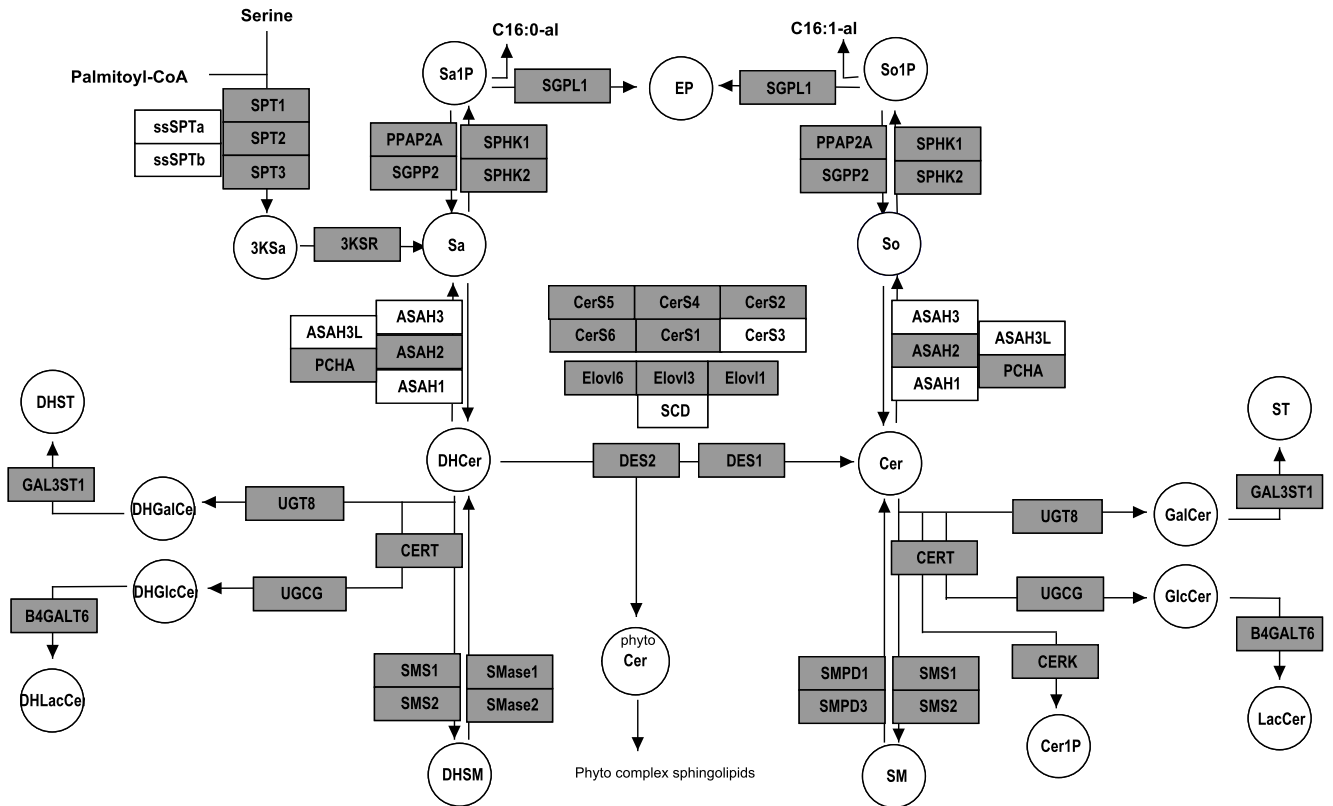 Serine
C16:0-al
C16:1-al
Palmitoyl-CoA
Sa1P
SGPL1
EP
SGPL1
So1P
SPT1
ssSPTa
SPT2
ssSPTb
SPT3
PPAP2A
SPHK1
SGPP2
SPHK2
PPAP2A
SPHK1
SGPP2
SPHK2
3KSa
3KSR
Sa
So
CerS5
CerS4
CerS2
CerS6
CerS1
CerS3
ASAH3
ASAH3L
ASAH2
PCHA
ASAH1
ASAH3
ASAH3L
ASAH2
PCHA
ASAH1
Elovl6
Elovl3
Elovl1
SCD
DHST
ST
DHCer
DES2
DES1
Cer
GAL3ST1
DHGalCer
UGT8
CERT
UGT8
GalCer
GAL3ST1
CERT
DHGlcCer
UGCG
UGCG
GlcCer
B4GALT6
B4GALT6
phyto
Cer
CERK
SMS1
SMase1
SMS2
SMase2
SMPD1
SMS1
SMPD3
SMS2
DHLacCer
LacCer
Cer1P
DHSM
Phyto complex sphingolipids
SM